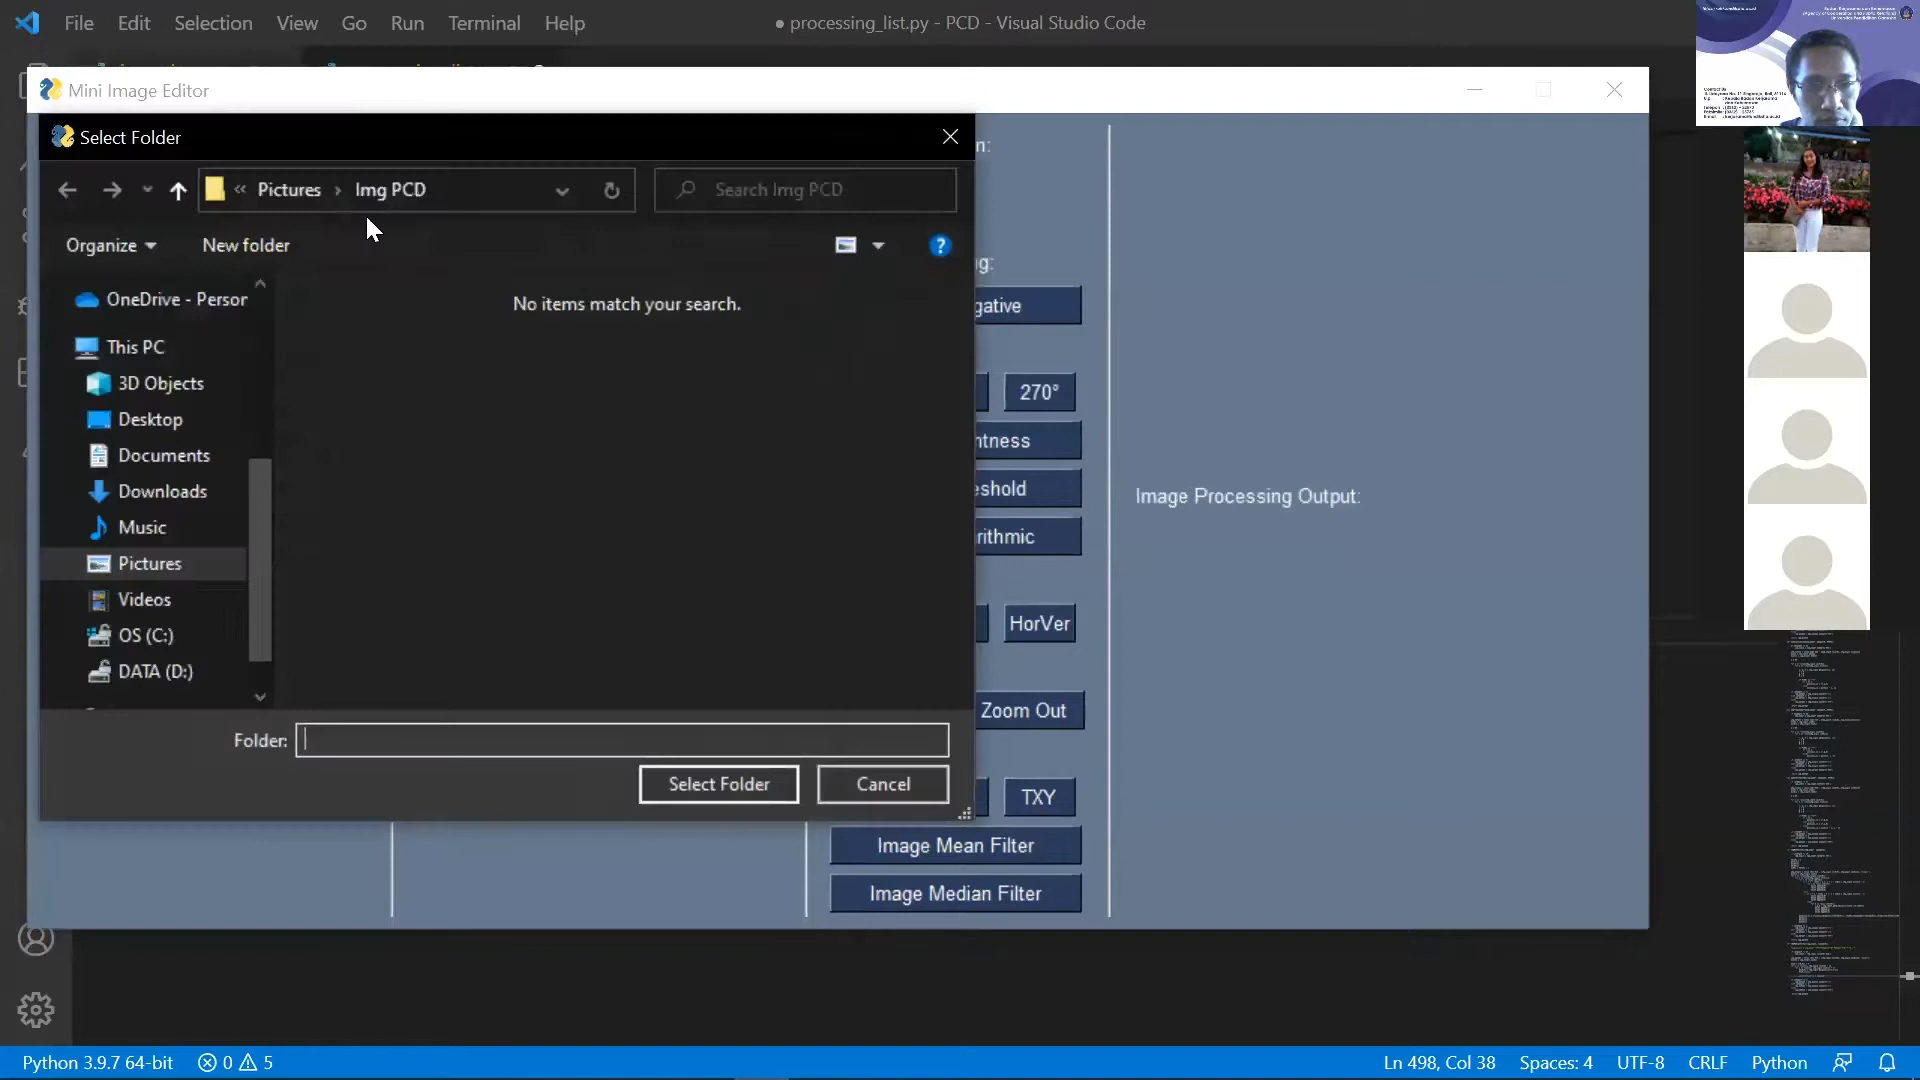 File Edit Selection View Go Run Terminal Help
● processing_list.py - PCD - Visual Studio Code
Mini Image Editor
Select Folder
« Pictures › Img PCD
Search Img PCD
Organize
New folder
OneDrive - Person
No items match your search.
This PC
3D Objects
Desktop
Documents
Downloads
Music
Pictures
Videos
OS (C:)
DATA (D:)
Folder:
Select Folder
Cancel
n:
g:
gative
270°
ntness
eshold
rithmic
HorVer
Zoom Out
TXY
Image Mean Filter
Image Median Filter
Image Processing Output:
Python 3.9.7 64-bit
0
5
Ln 498, Col 38
Spaces: 4
UTF-8
CRLF
Python